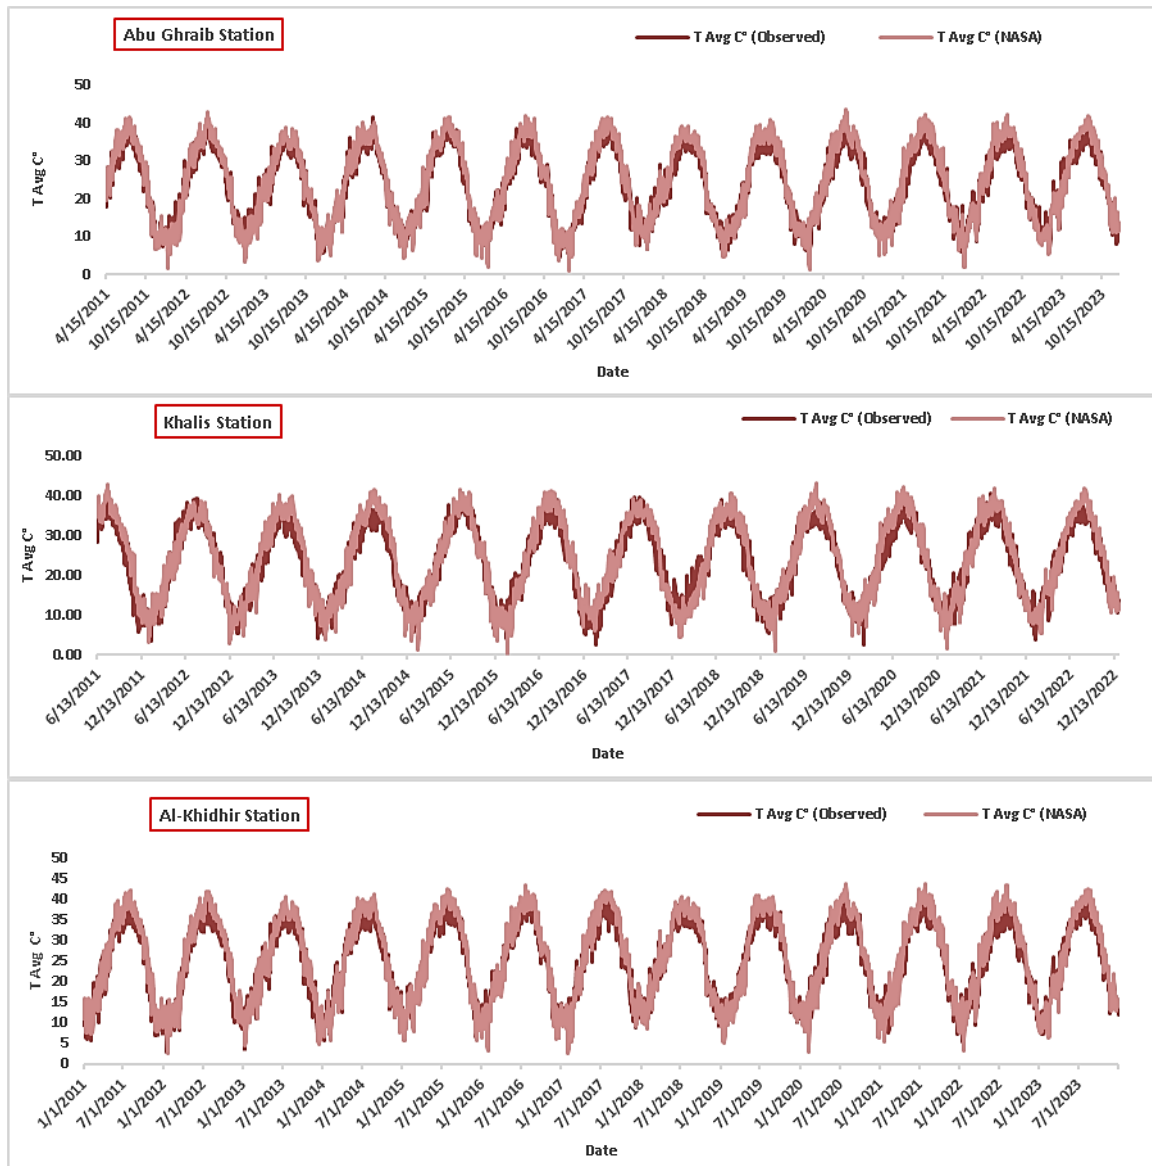 Abu Ghraib Station
T Avg C° (Observed) T Avg C° (NASA)
50
40
30
20
10
0
T Avg C°
4/15/2011 10/15/2011 4/15/2012 10/15/2012 4/15/2013 10/15/2013 4/15/2014 10/15/2014 4/15/2015 10/15/2015 4/15/2016 10/15/2016 4/15/2017 10/15/2017 4/15/2018 10/15/2018 4/15/2019 10/15/2019 4/15/2020 10/15/2020 4/15/2021 10/15/2021 4/15/2022 10/15/2022 4/15/2023 10/15/2023
Date
Khalis Station
T Avg C° (Observed) T Avg C° (NASA)
50.00
40.00
30.00
20.00
10.00
0.00
T Avg C°
6/13/2011 12/13/2011 6/13/2012 12/13/2012 6/13/2013 12/13/2013 6/13/2014 12/13/2014 6/13/2015 12/13/2015 6/13/2016 12/13/2016 6/13/2017 12/13/2017 6/13/2018 12/13/2018 6/13/2019 12/13/2019 6/13/2020 12/13/2020 6/13/2021 12/13/2021 6/13/2022 12/13/2022
Date
Al-Khidhir Station
T Avg C° (Observed) T Avg C° (NASA)
50
45
40
35
30
25
20
15
10
5
0
T Avg C°
1/1/2011 7/1/2011 1/1/2012 7/1/2012 1/1/2013 7/1/2013 1/1/2014 7/1/2014 1/1/2015 7/1/2015 1/1/2016 7/1/2016 1/1/2017 7/1/2017 1/1/2018 7/1/2018 1/1/2019 7/1/2019 1/1/2020 7/1/2020 1/1/2021 7/1/2021 1/1/2022 7/1/2022 1/1/2023 7/1/2023
Date